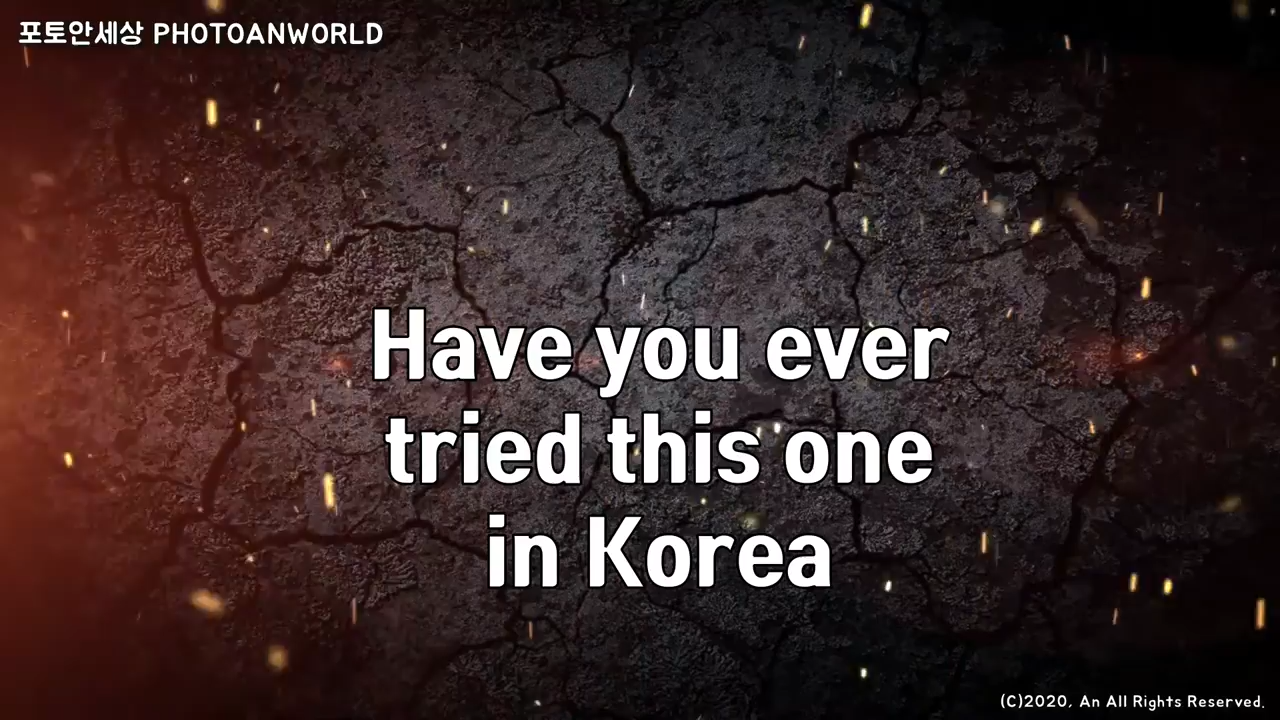 포토안세상 PHOTOANWORLD
Have you ever
tried this one
in Korea
(C)2020. An All Rights Reserved.